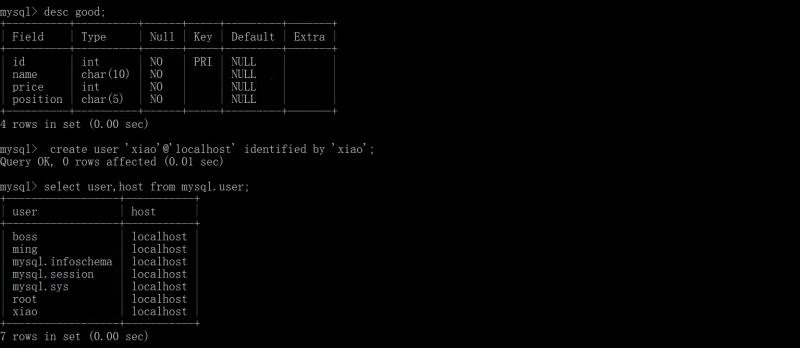 mysql> desc good;
+----------+----------+------+-----+---------+-------+
| Field    | Type     | Null | Key | Default | Extra |
+----------+----------+------+-----+---------+-------+
| id       | int      | NO   | PRI | NULL    |       |
| name     | char(10) | NO   |     | NULL    |       |
| price    | int      | NO   |     | NULL    |       |
| position | char(5)  | NO   |     | NULL    |       |
+----------+----------+------+-----+---------+-------+
4 rows in set (0.00 sec)
mysql>  create user 'xiao'@'localhost' identified by 'xiao';
Query OK, 0 rows affected (0.01 sec)
mysql> select user,host from mysql.user;
+------------------+-----------+
| user             | host      |
+------------------+-----------+
| boss             | localhost |
| ming             | localhost |
| mysql.infoschema | localhost |
| mysql.session    | localhost |
| mysql.sys        | localhost |
| root             | localhost |
| xiao             | localhost |
+------------------+-----------+
7 rows in set (0.00 sec)